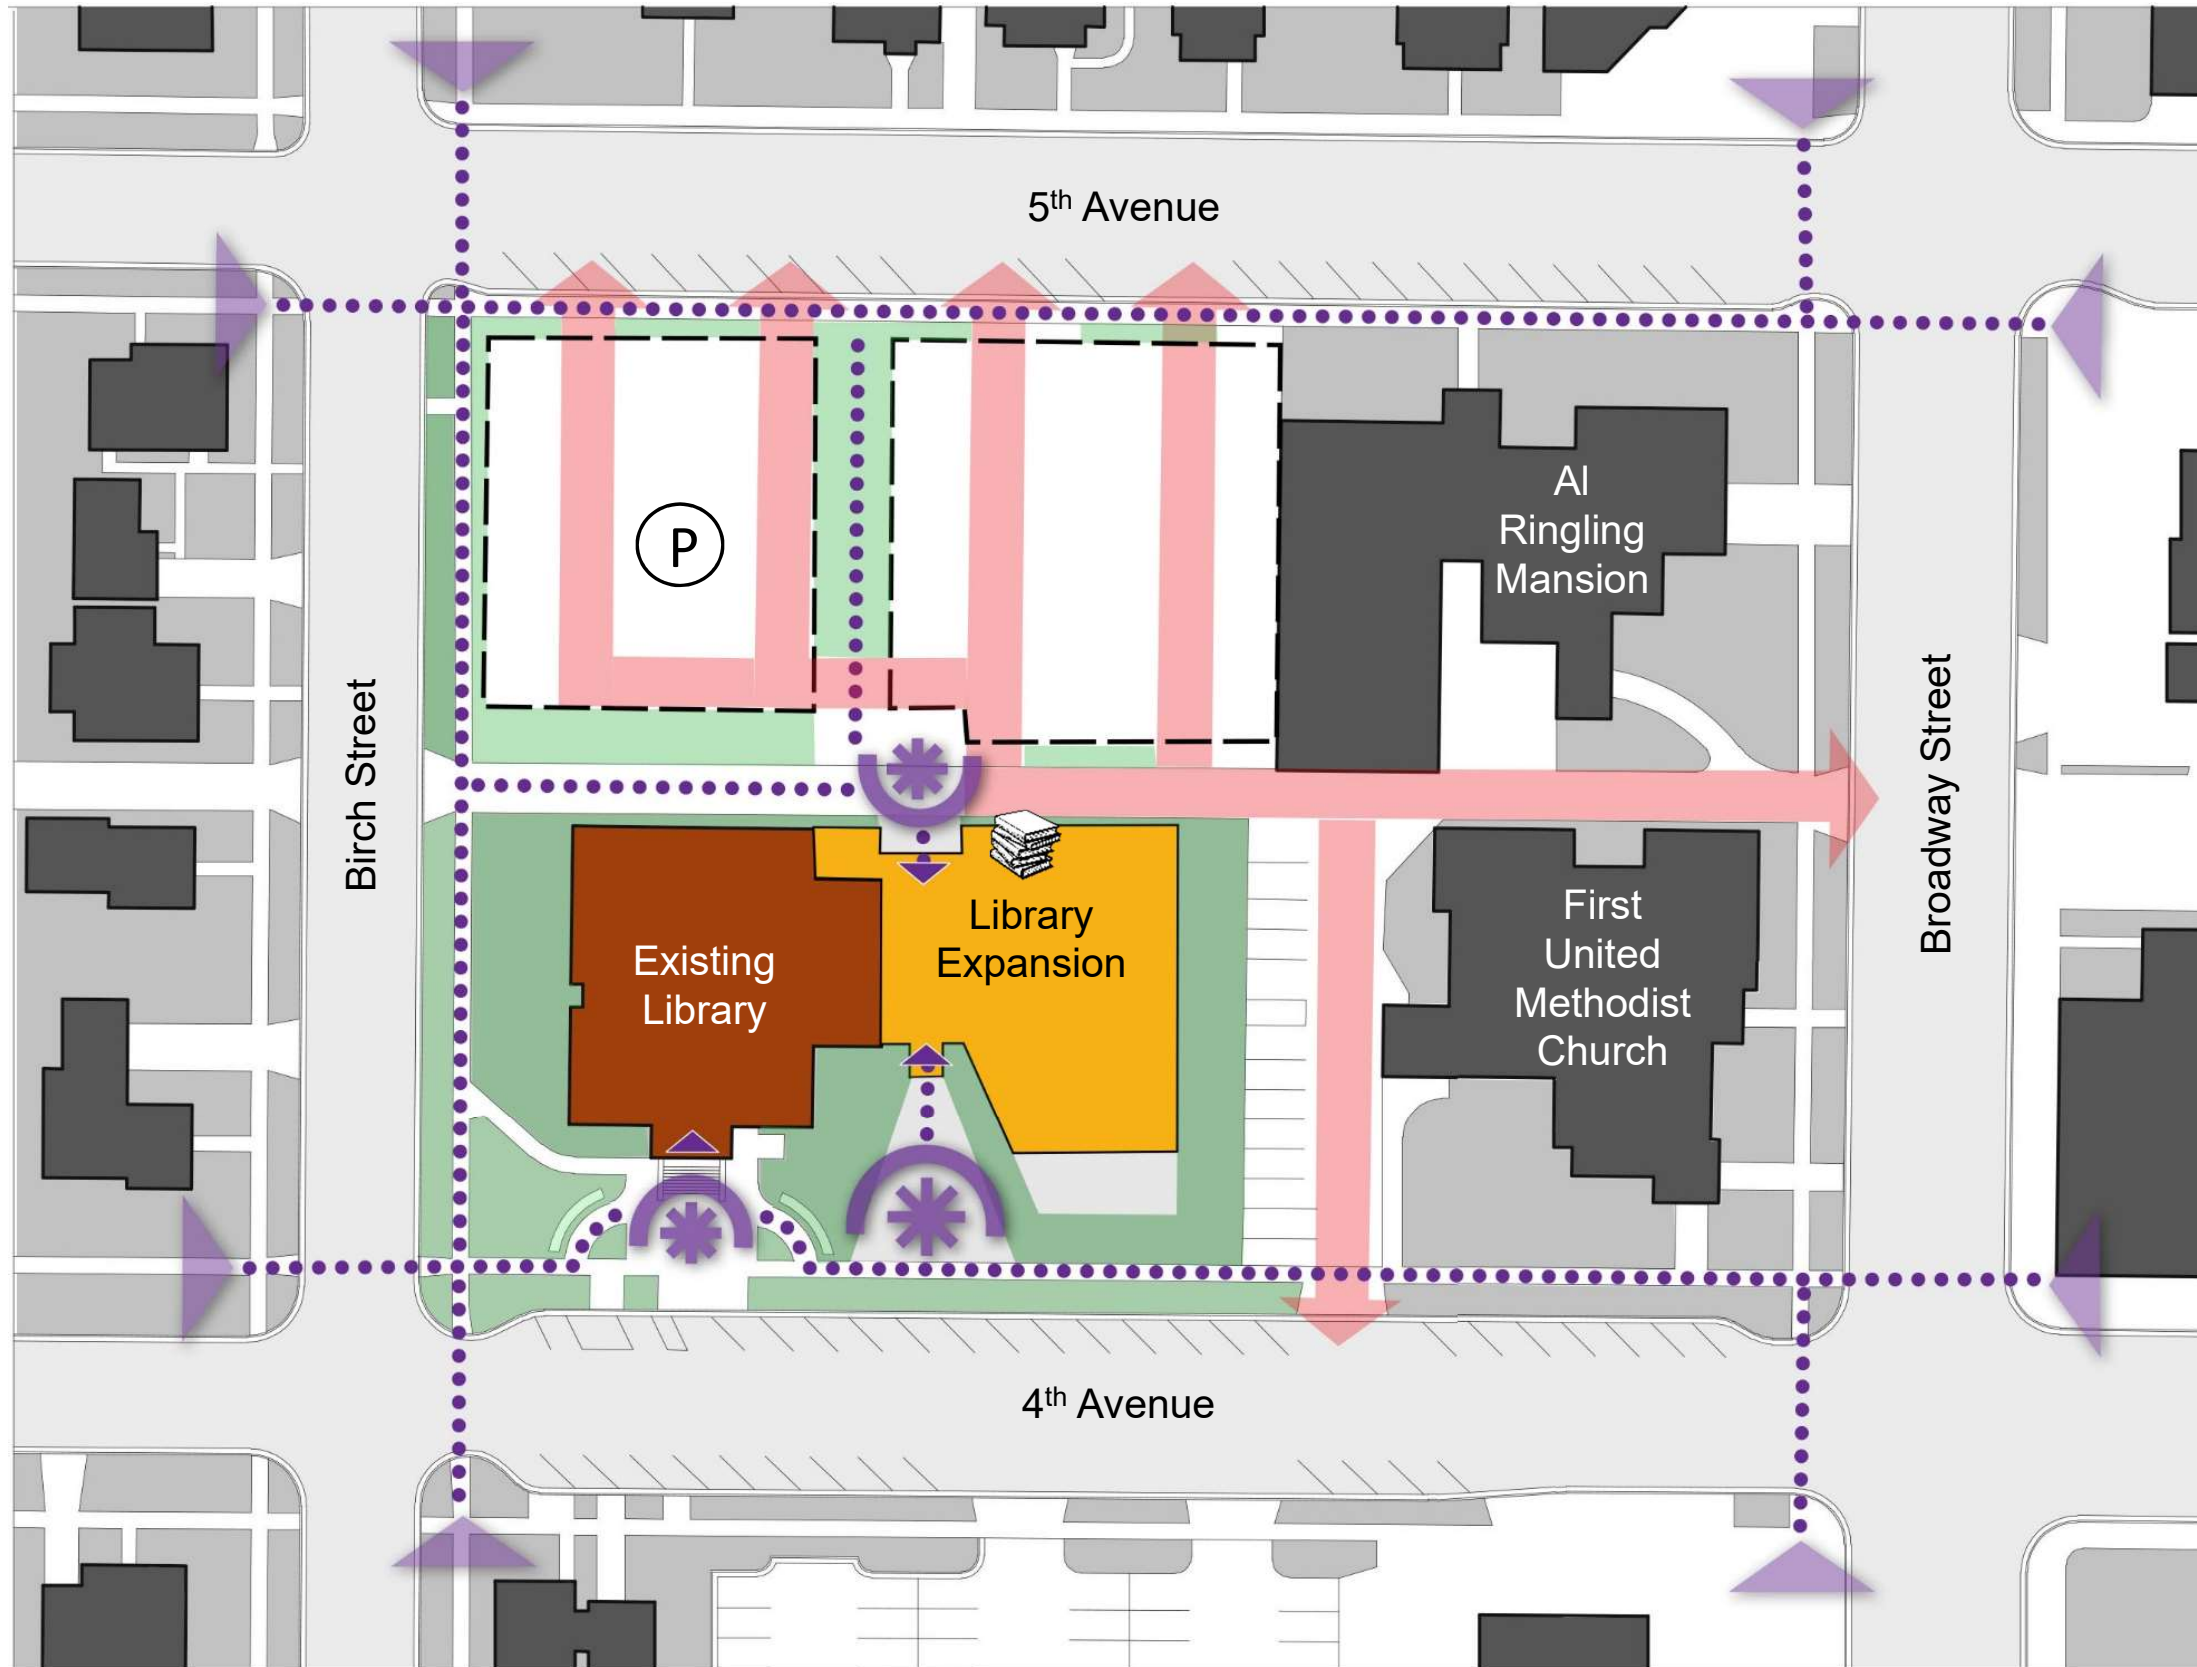 5th Avenue
P
Al
Ringling
Mansion
Birch Street
Broadway Street
Library
Expansion
Existing
Library
First
United
Methodist
Church
4th Avenue